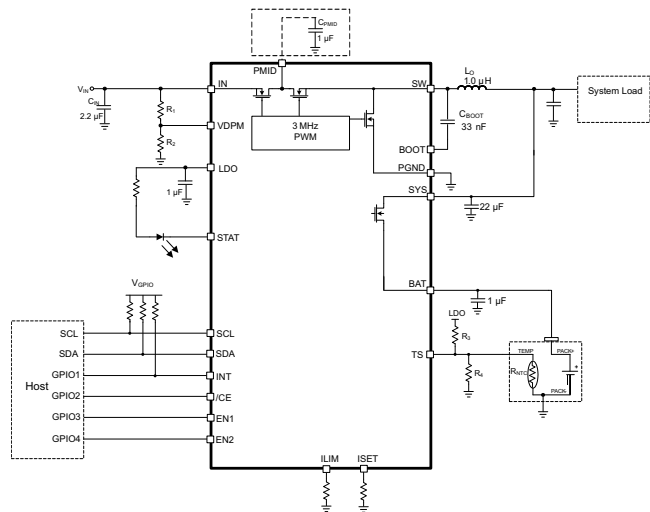 CPMID
1 µF
PMID
VIN
IN
SW
LO
1.0 µH
System Load
CIN
2.2 µF
R1
CBOOT
33 nF
VDPM
3 MHz
PWM
R2
BOOT
LDO
PGND
1 µF
SYS
22 µF
STAT
VGPIO
BAT
1 µF
LDO
R3
Host
SCL
SCL
SDA
SDA
TS
TEMP
PACK+
GPIO1
INT
R4
RNTC
+
GPIO2
/CE
PACK-
GPIO3
EN1
GPIO4
EN2
ILIM
ISET